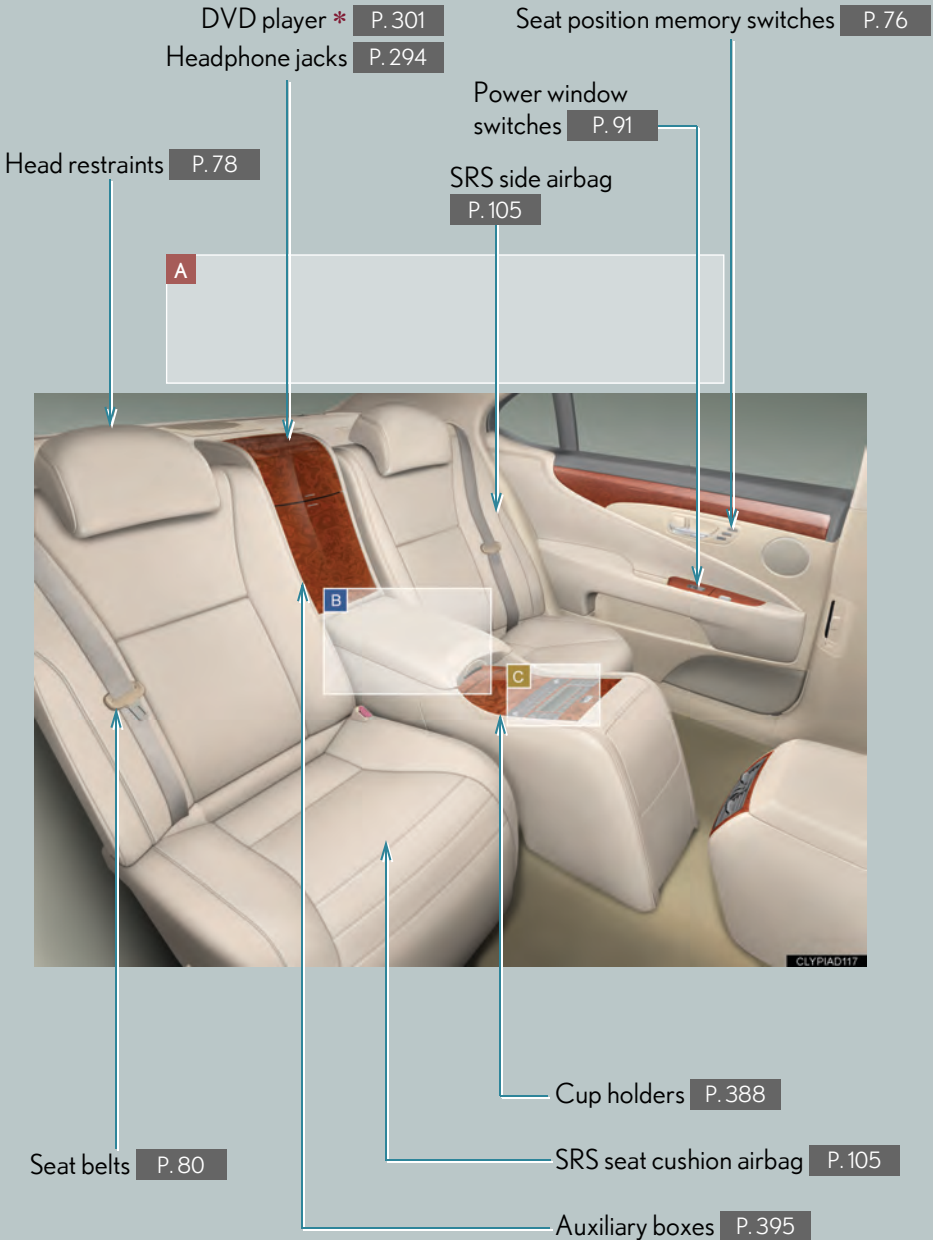 DVD player * P. 301
Seat position memory switches P. 76
Headphone jacks P. 294
Power window
switches P. 91
Head restraints P. 78
SRS side airbag
P. 105
A
B
C
CLYPIAD117
Cup holders P. 388
Seat belts P. 80
SRS seat cushion airbag P. 105
Auxiliary boxes P. 395